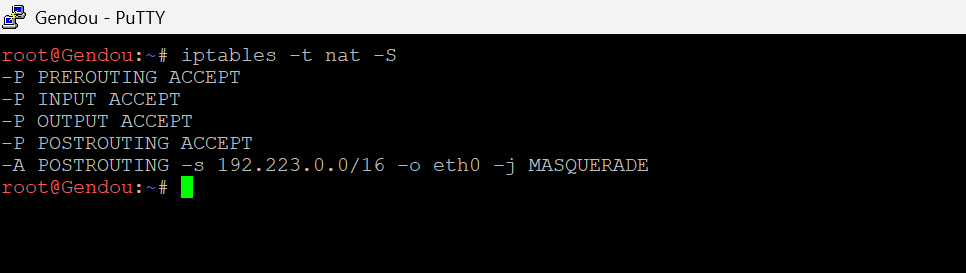 Gendou - PuTTY
root@Gendou:~# iptables -t nat -S
-P PREROUTING ACCEPT
-P INPUT ACCEPT
-P OUTPUT ACCEPT
-P POSTROUTING ACCEPT
-A POSTROUTING -s 192.223.0.0/16 -o eth0 -j MASQUERADE
root@Gendou:~#